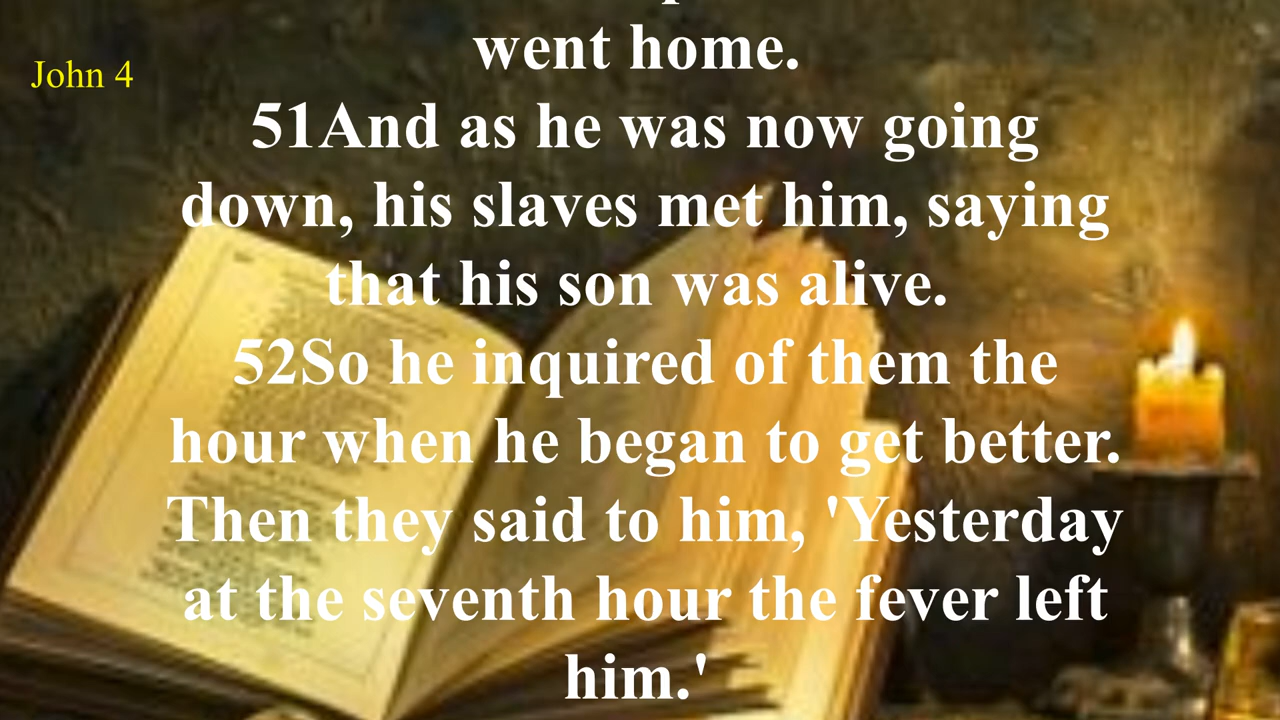 went home.
John 4
51And as he was now going
down, his slaves met him, saying
that his son was alive.
52So he inquired of them the
hour when he began to get better.
Then they said to him, 'Yesterday
at the seventh hour the fever left
him.'